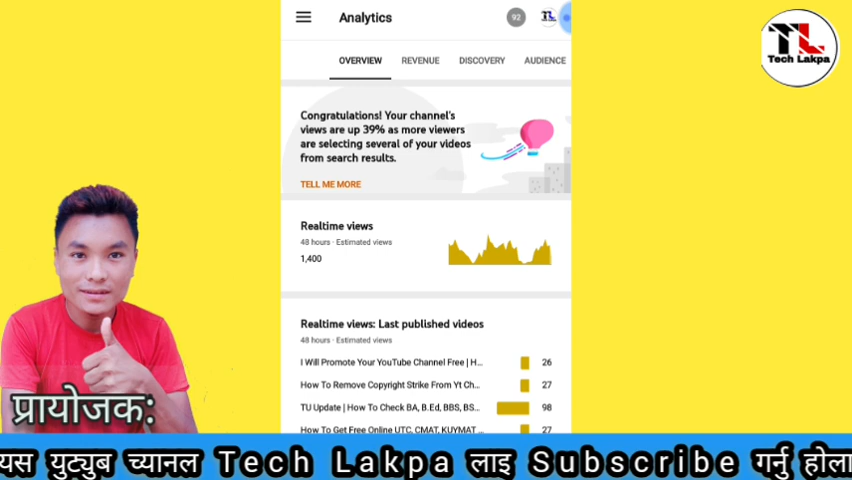 Analytics
92
TL
Tech Lakpa
OVERVIEW REVENUE DISCOVERY AUDIENCE
Congratulations! Your channel's
views are up 39% as more viewers
are selecting several of your videos
from search results.
TELL ME MORE
Realtime views
48 hours · Estimated views
1,400
Realtime views: Last published videos
48 hours · Estimated views
I Will Promote Your YouTube Channel Free | H... 26
How To Remove Copyright Strike From Yt Ch... 27
TU Update | How To Check BA, B.Ed, BBS, BS... 98
How To Get Free Online UTC, CMAT, KUYMAT ... 27
प्रायोजक:
यस युट्युब च्यानल Tech Lakpa लाइ Subscribe गर्नु होला